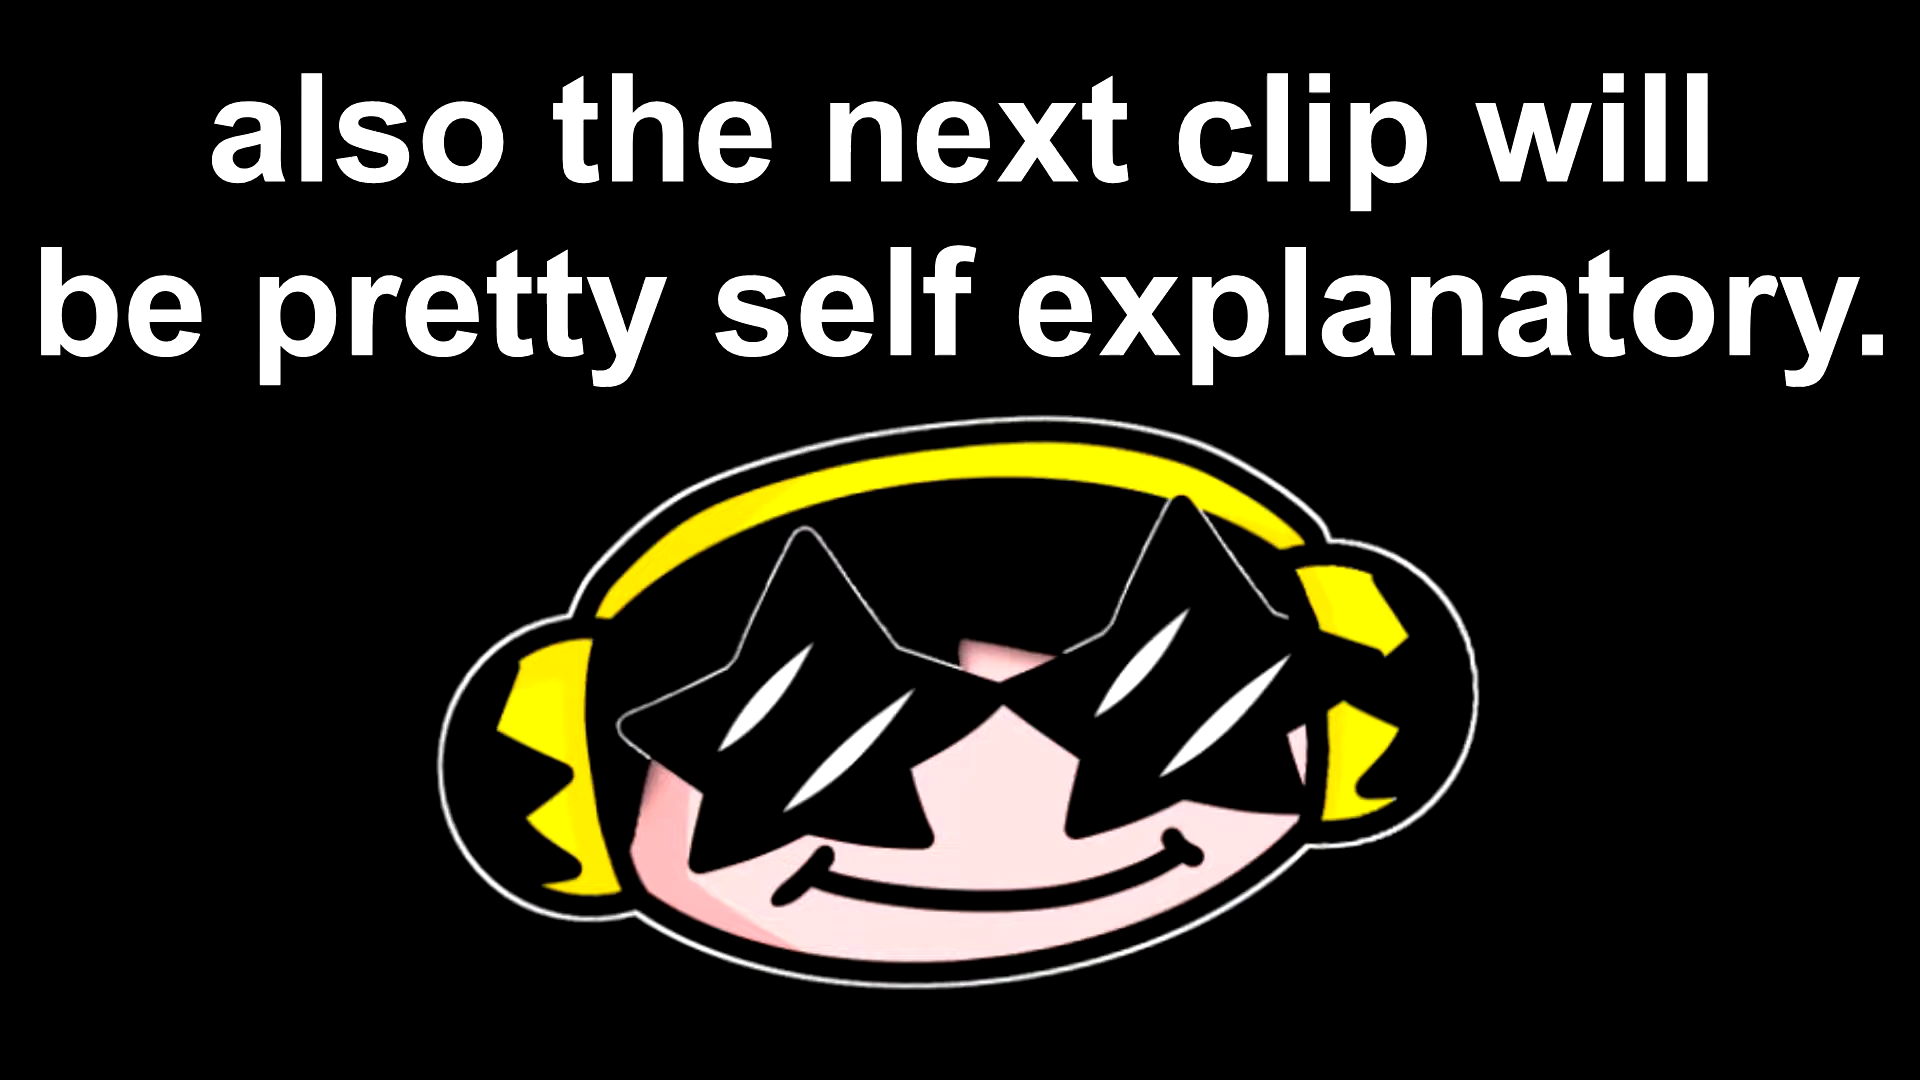 also the next clip will
be pretty self explanatory.